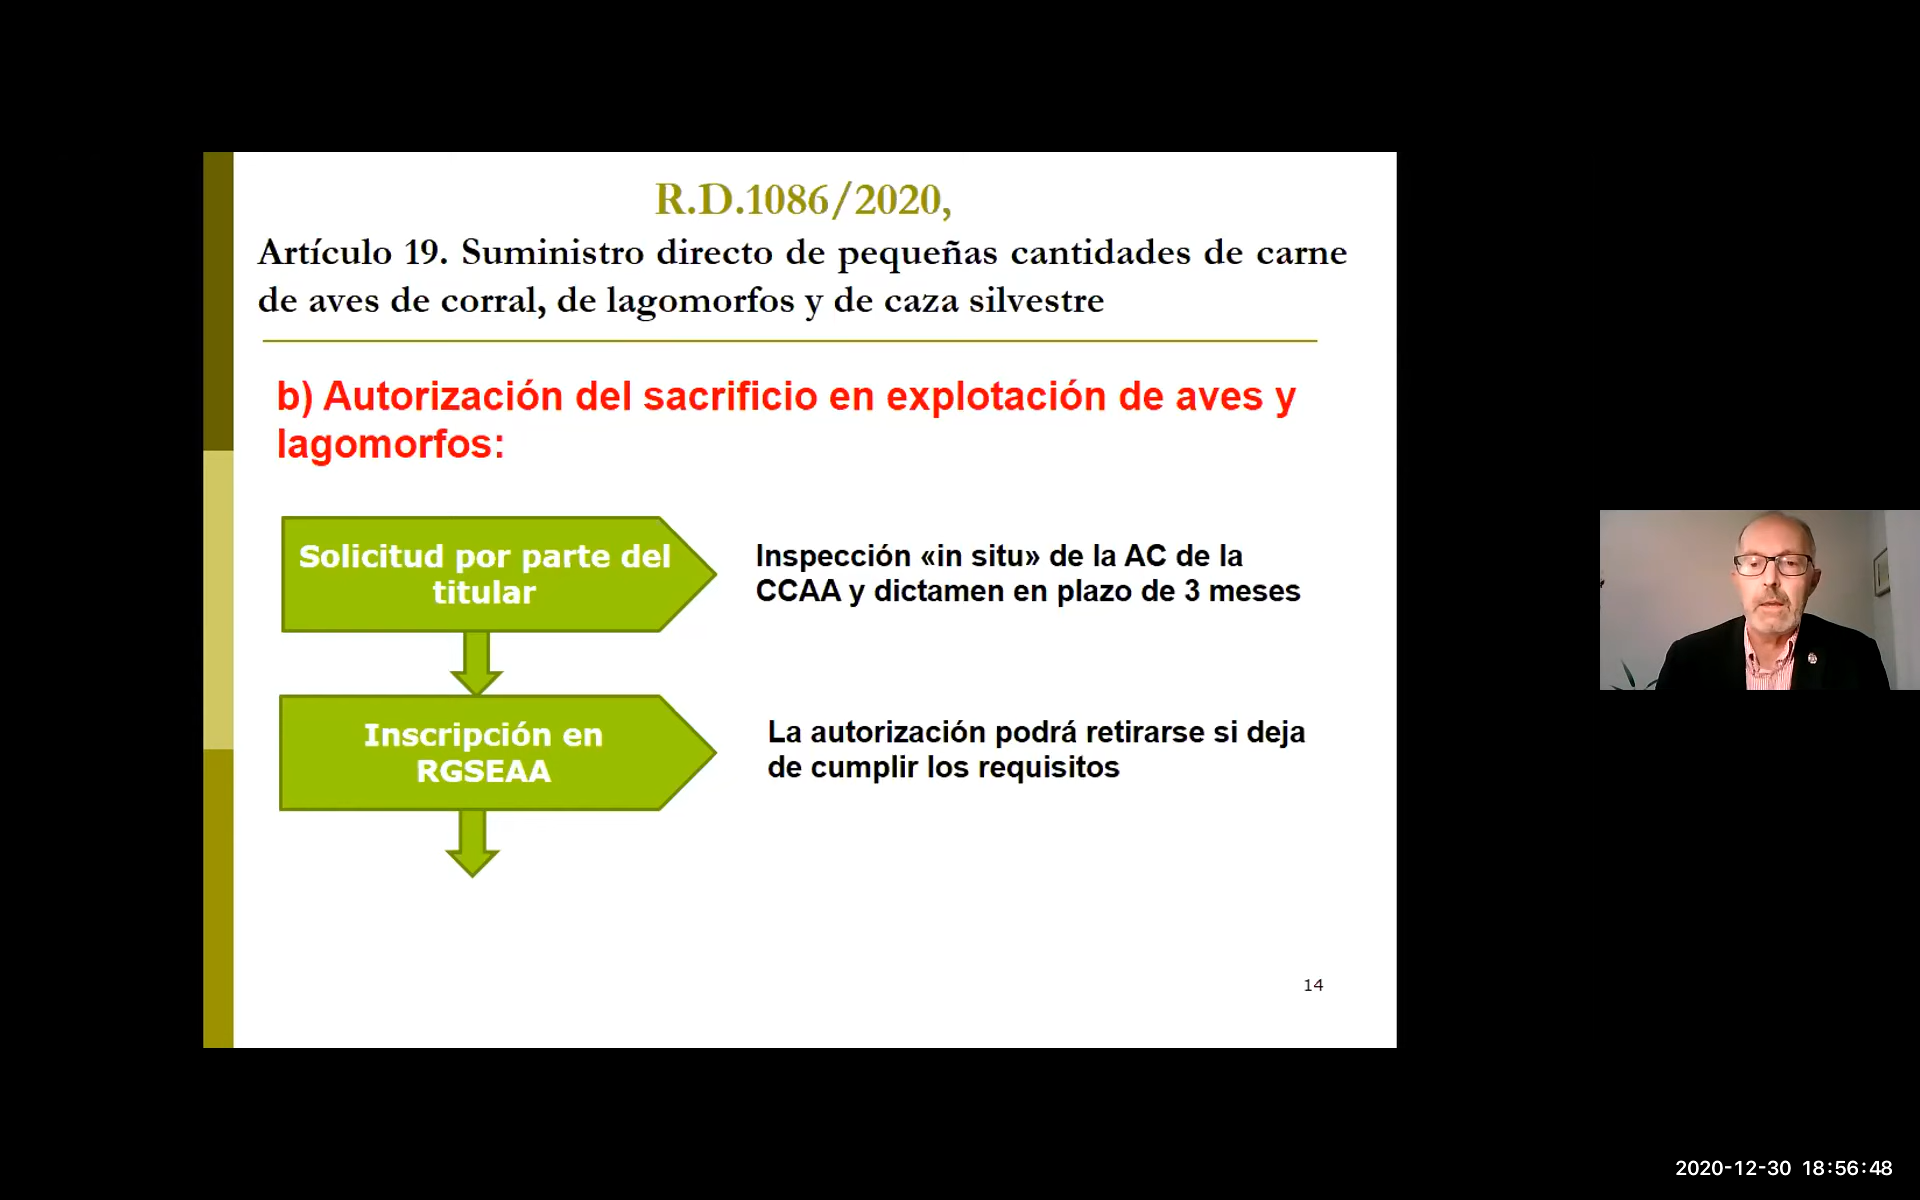 R.D.1086/2020,
Artículo 19. Suministro directo de pequeñas cantidades de carne
de aves de corral, de lagomorfos y de caza silvestre
b) Autorización del sacrificio en explotación de aves y
lagomorfos:
Solicitud por parte del
titular
Inspección «in situ» de la AC de la
CCAA y dictamen en plazo de 3 meses
Inscripción en
RGSEAA
La autorización podrá retirarse si deja
de cumplir los requisitos
14
2020-12-30 18:56:48